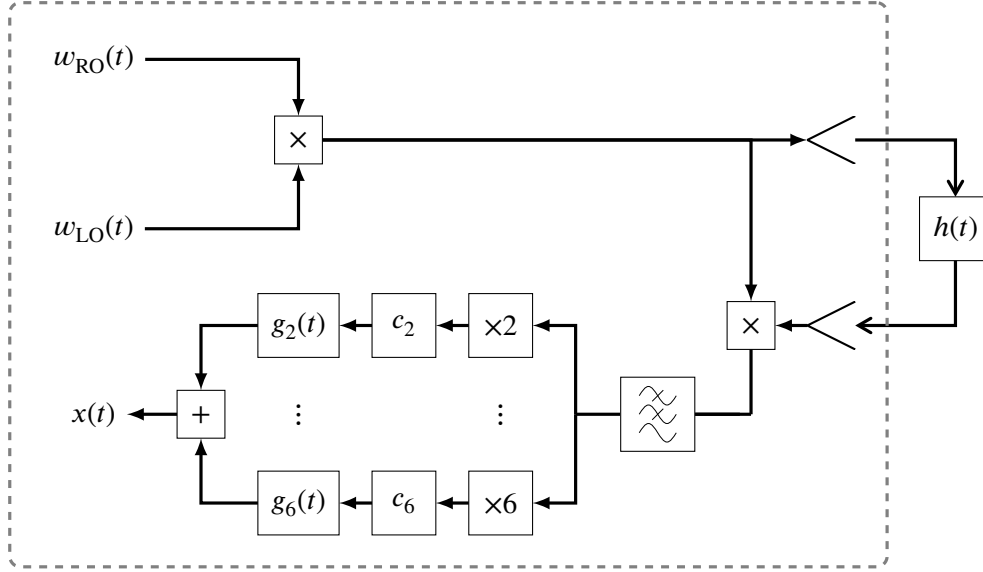 w_RO(t)
×
w_LO(t)
h(t)
g_2(t)
c_2
×2
×
x(t)
+
⋮
⋮
g_6(t)
c_6
×6